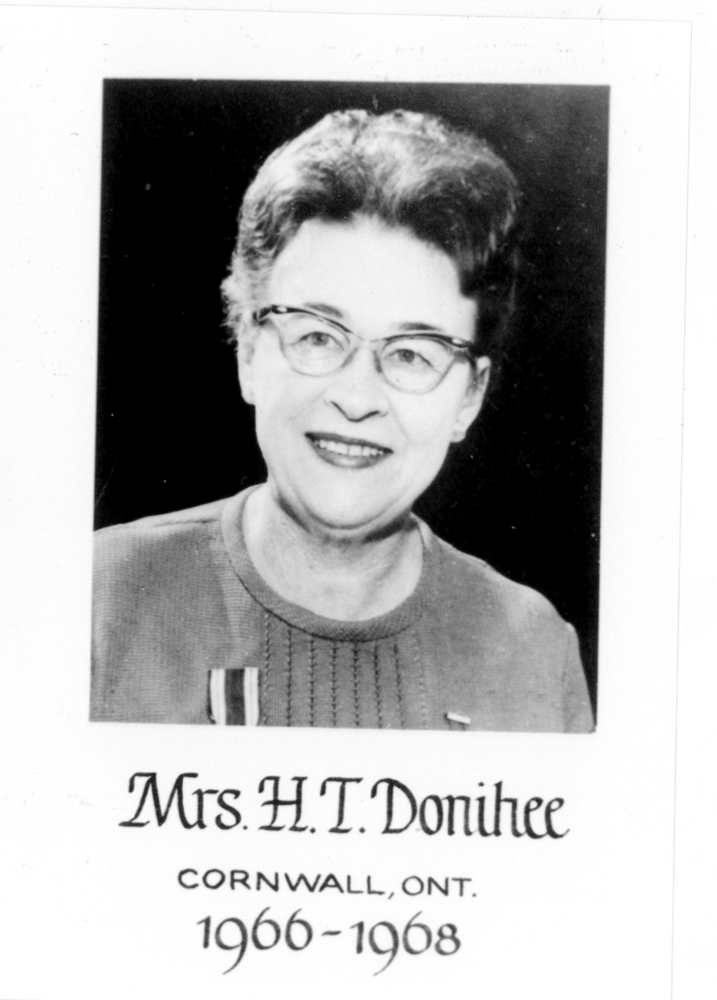 Mrs. H. T. Donihee
CORNWALL, ONT.
1966-1968